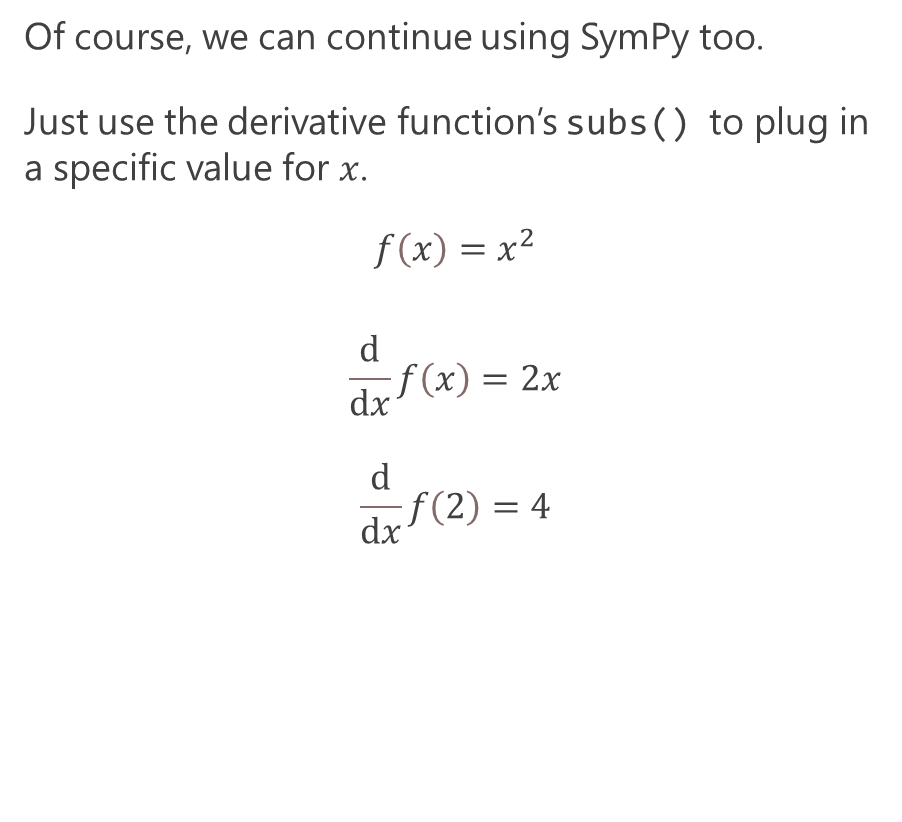 Of course, we can continue using SymPy too.
Just use the derivative function's subs() to plug in
a specific value for x.
f(x) = x²
d/dx f(x) = 2x
d/dx f(2) = 4